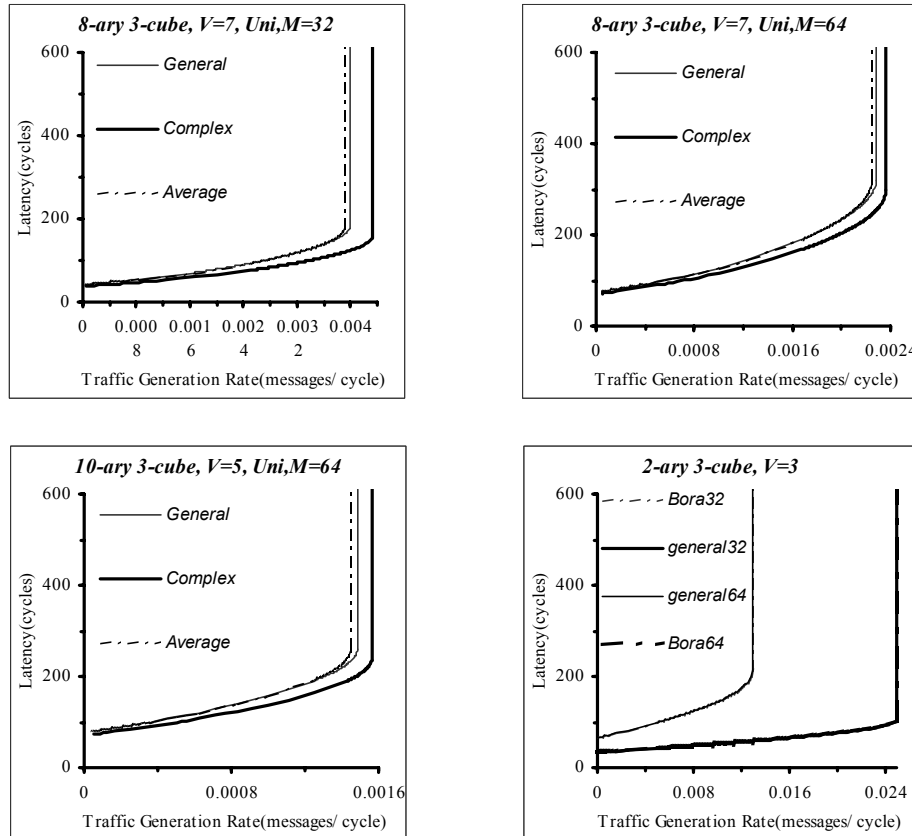 8-ary 3-cube, V=7, Uni,M=32
600
400
200
0
Latency(cycles)
General
Complex
Average
0 0.000 0.001 0.002 0.003 0.004
8 6 4 2
Traffic Generation Rate(messages/ cycle)
8-ary 3-cube, V=7, Uni,M=64
600
400
200
0
Latency(cycles)
General
Complex
Average
0 0.0008 0.0016 0.0024
Traffic Generation Rate(messages/ cycle)
10-ary 3-cube, V=5, Uni,M=64
600
400
200
0
Latency(cycles)
General
Complex
Average
0 0.0008 0.0016
Traffic Generation Rate(messages/ cycle)
2-ary 3-cube, V=3
600
400
200
0
Latency(cycles)
Bora32
general32
general64
Bora64
0 0.008 0.016 0.024
Traffic Generation Rate(messages/ cycle)